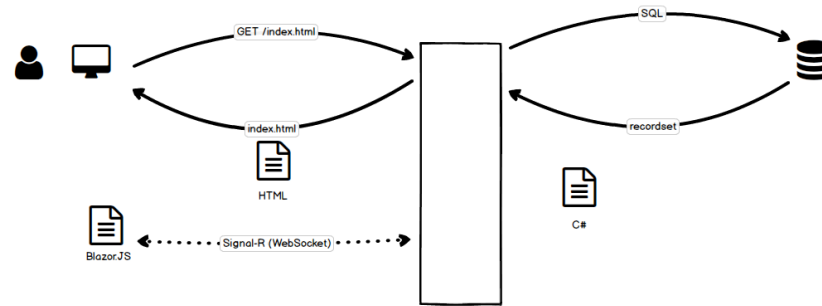 SQL
GET /index.html
index.html
recordset
HTML
C#
Signal-R (WebSocket)
Blazor.JS